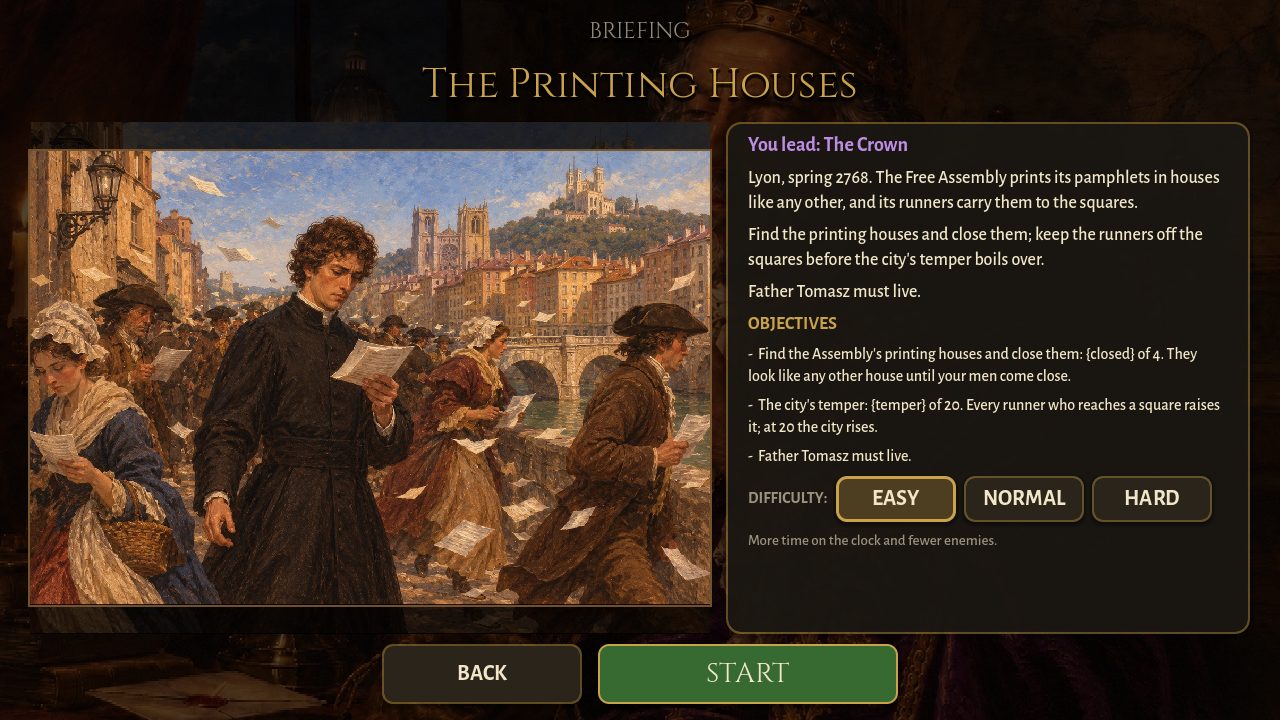 BRIEFING
The Printing Houses
You lead: The Crown
Lyon, spring 2768. The Free Assembly prints its pamphlets in houses
like any other, and its runners carry them to the squares.
Find the printing houses and close them; keep the runners off the
squares before the city's temper boils over.
Father Tomasz must live.
OBJECTIVES
- Find the Assembly's printing houses and close them: {closed} of 4. They
look like any other house until your men come close.
- The city's temper: {temper} of 20. Every runner who reaches a square raises
it; at 20 the city rises.
- Father Tomasz must live.
DIFFICULTY: EASY NORMAL HARD
More time on the clock and fewer enemies.
BACK START